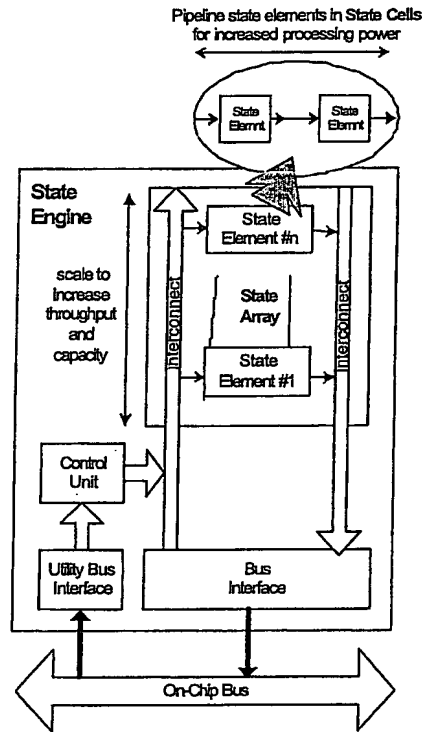 Pipeline state elements in State Cells
for increased processing power
State
Elemnt
State
Elemnt
State
Engine
State
Element #n
scale to
increase
throughput
and
capacity
Interconnect
State
Array
Interconnect
State
Element #1
Control
Unit
Utility Bus
Interface
Bus
Interface
On-Chip Bus